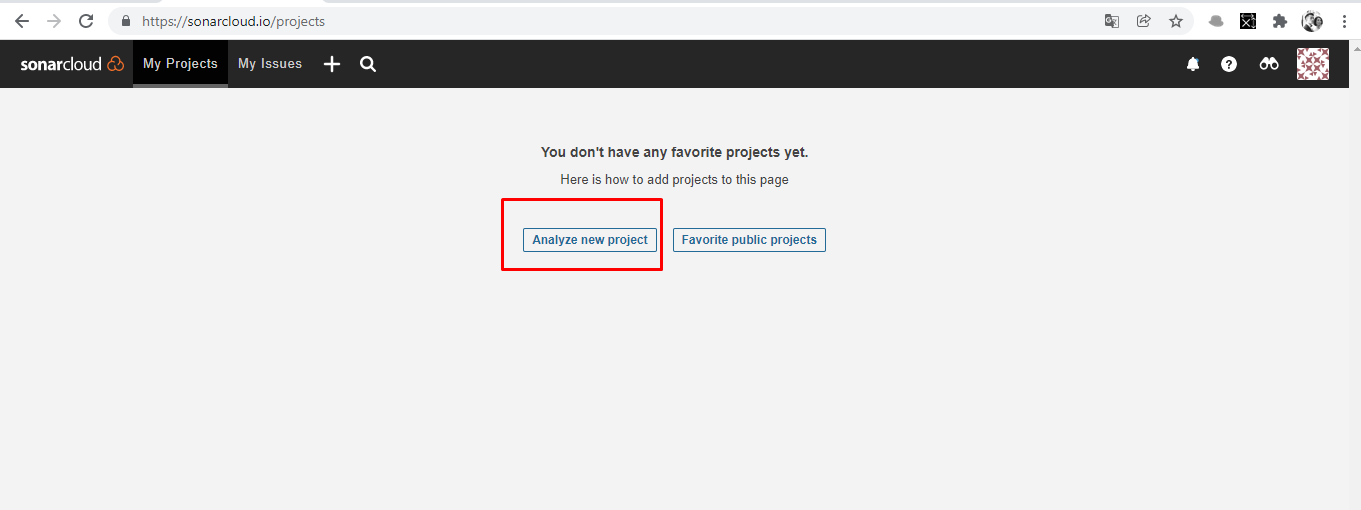 https://sonarcloud.io/projects
sonarcloud My Projects My Issues
You don't have any favorite projects yet.
Here is how to add projects to this page
Analyze new project Favorite public projects